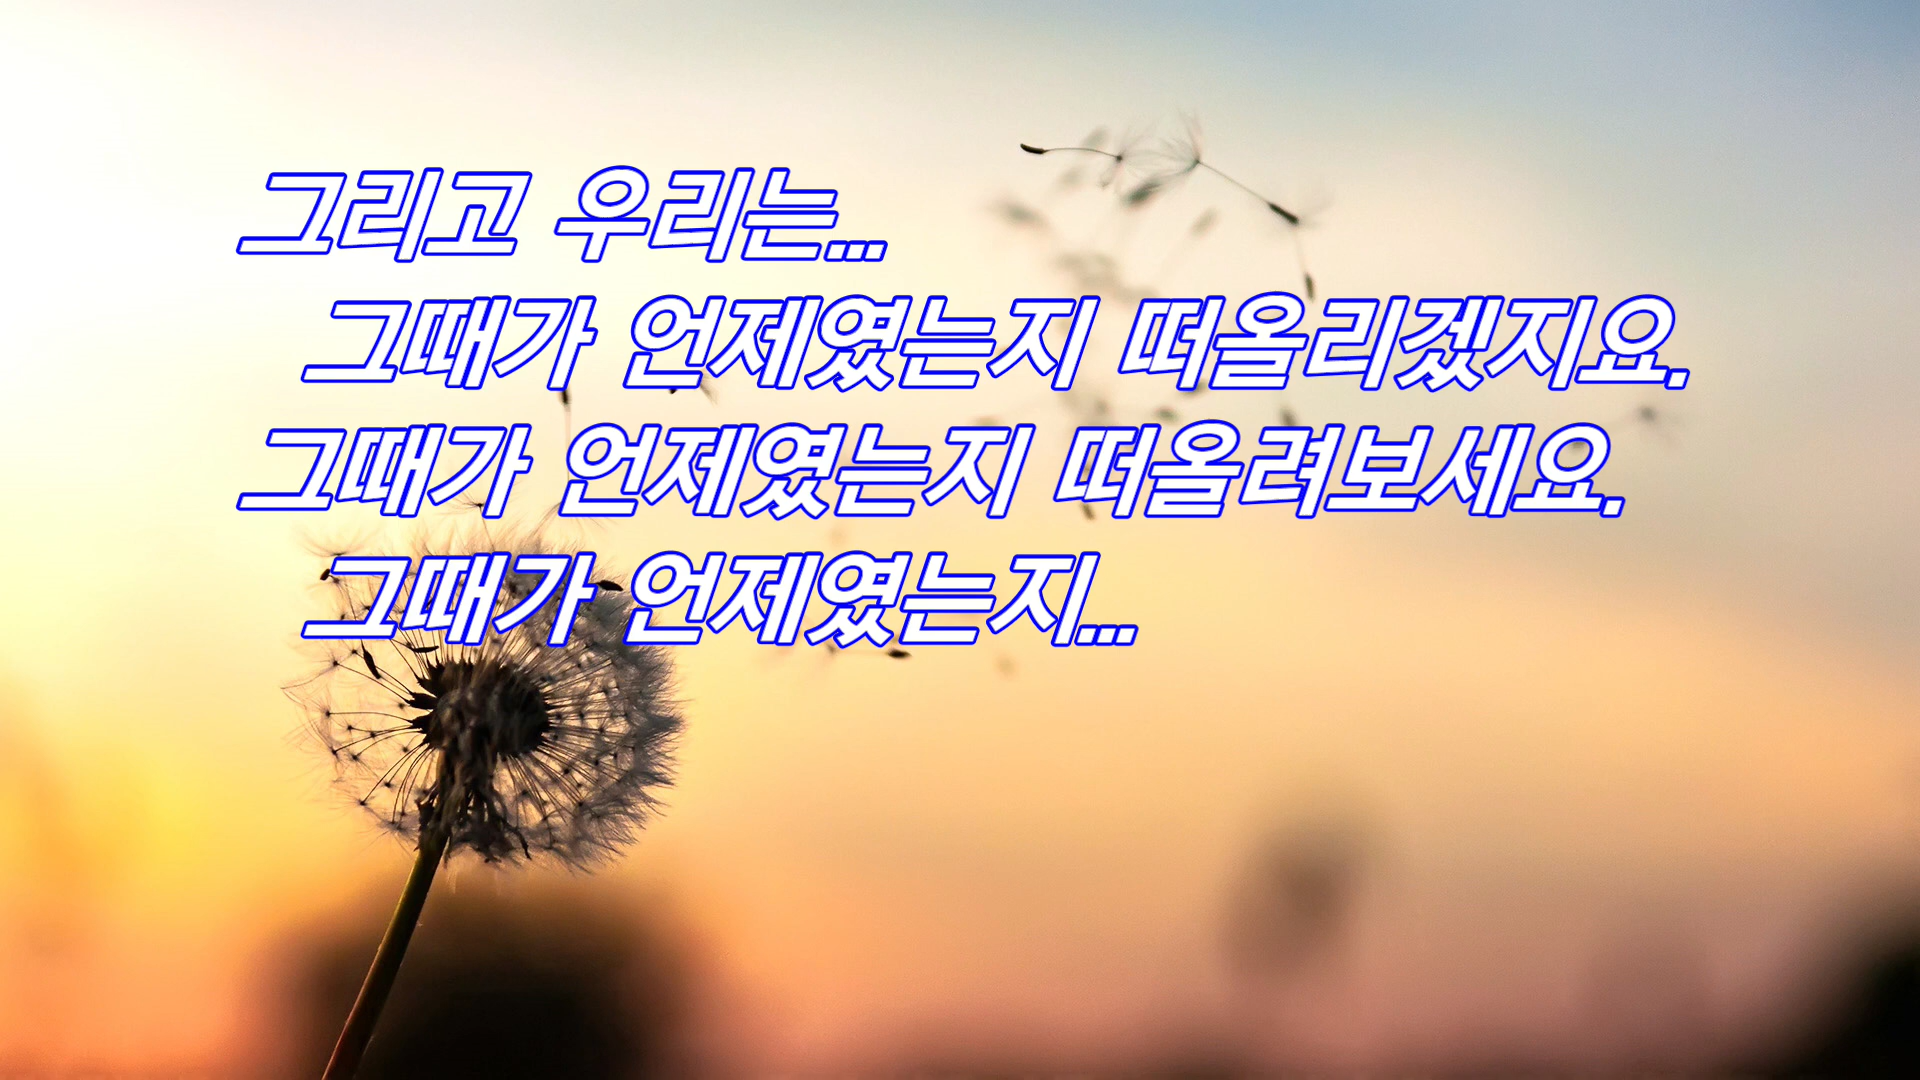 그리고 우리는...
그때가 언제였는지 떠올리겠지요.
그때가 언제였는지 떠올려보세요.
그때가 언제였는지...